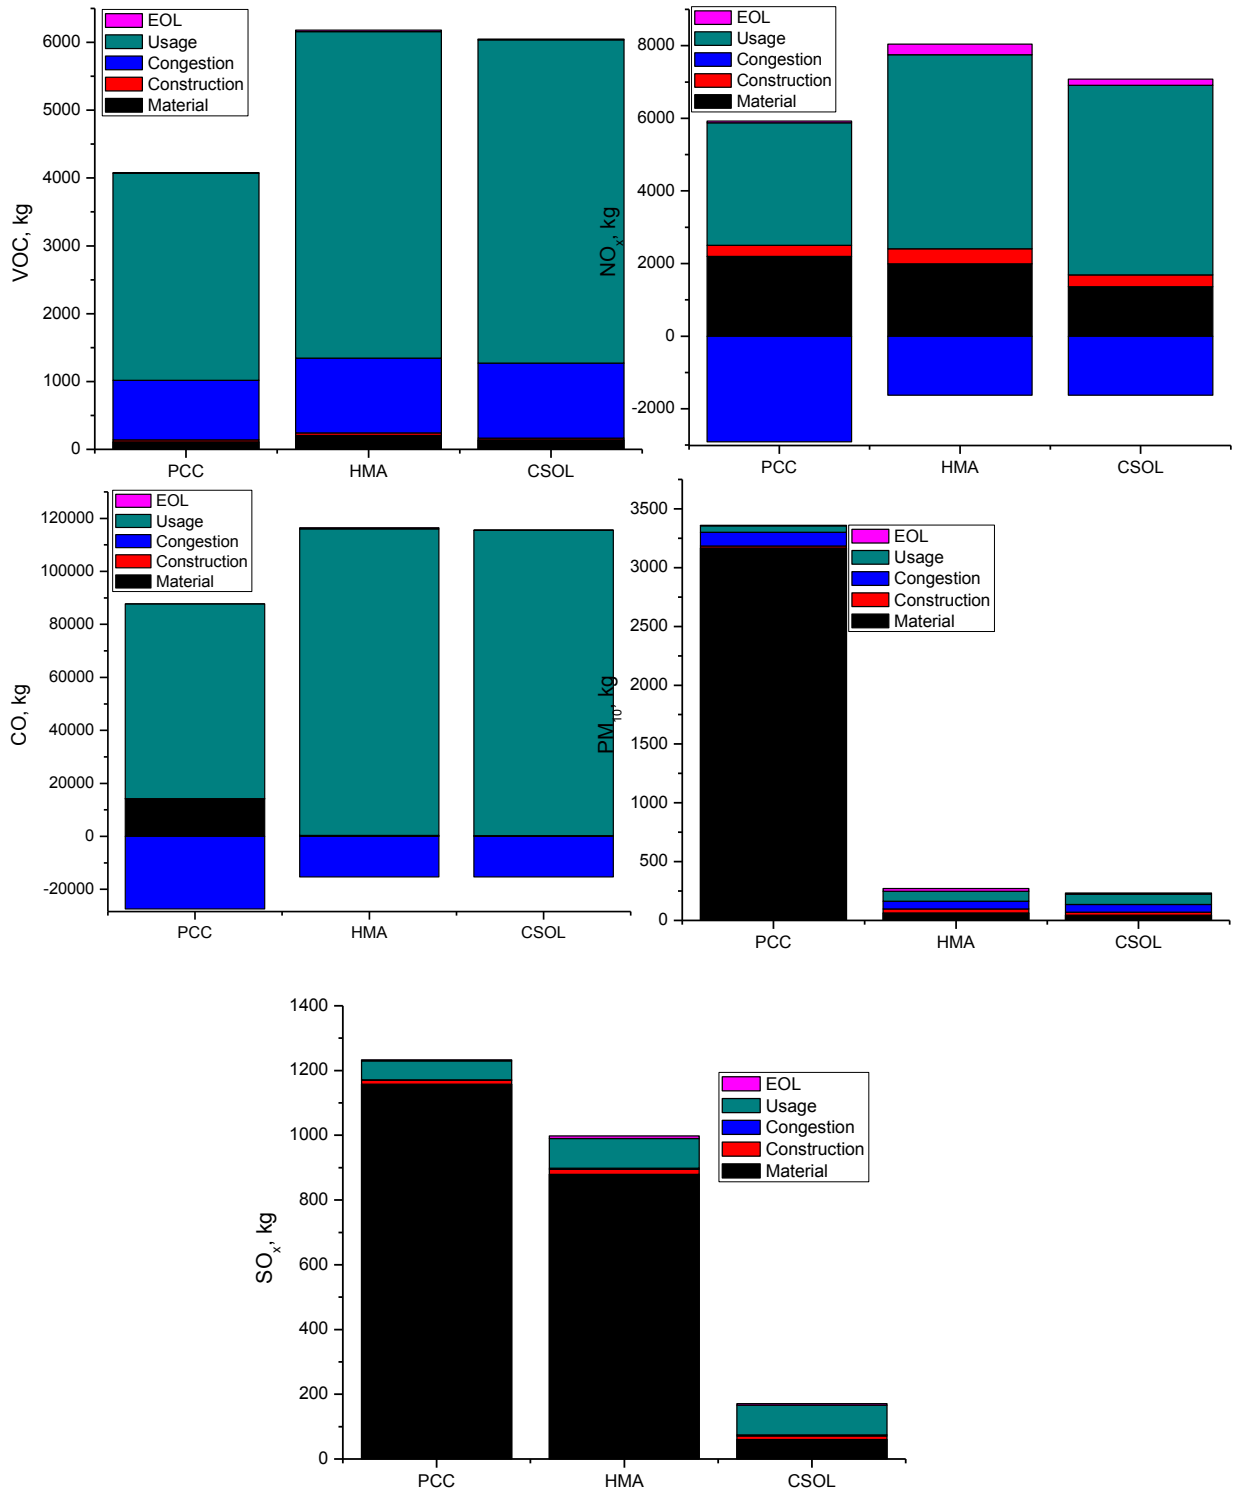 EOL
Usage
Congestion
Construction
Material
6000
5000
4000
3000
2000
1000
0
VOC, kg
PCC HMA CSOL
EOL
Usage
Congestion
Construction
Material
8000
6000
4000
2000
0
-2000
NOx, kg
PCC HMA CSOL
EOL
Usage
Congestion
Construction
Material
120000
100000
80000
60000
40000
20000
0
-20000
CO, kg
PCC HMA CSOL
EOL
Usage
Congestion
Construction
Material
3500
3000
2500
2000
1500
1000
500
0
PM10, kg
PCC HMA CSOL
EOL
Usage
Congestion
Construction
Material
1400
1200
1000
800
600
400
200
0
SOx, kg
PCC HMA CSOL